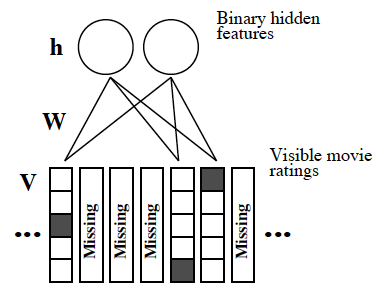 h
Binary hidden
features
W
V
Visible movie
ratings
...
Missing
Missing
Missing
Missing
...